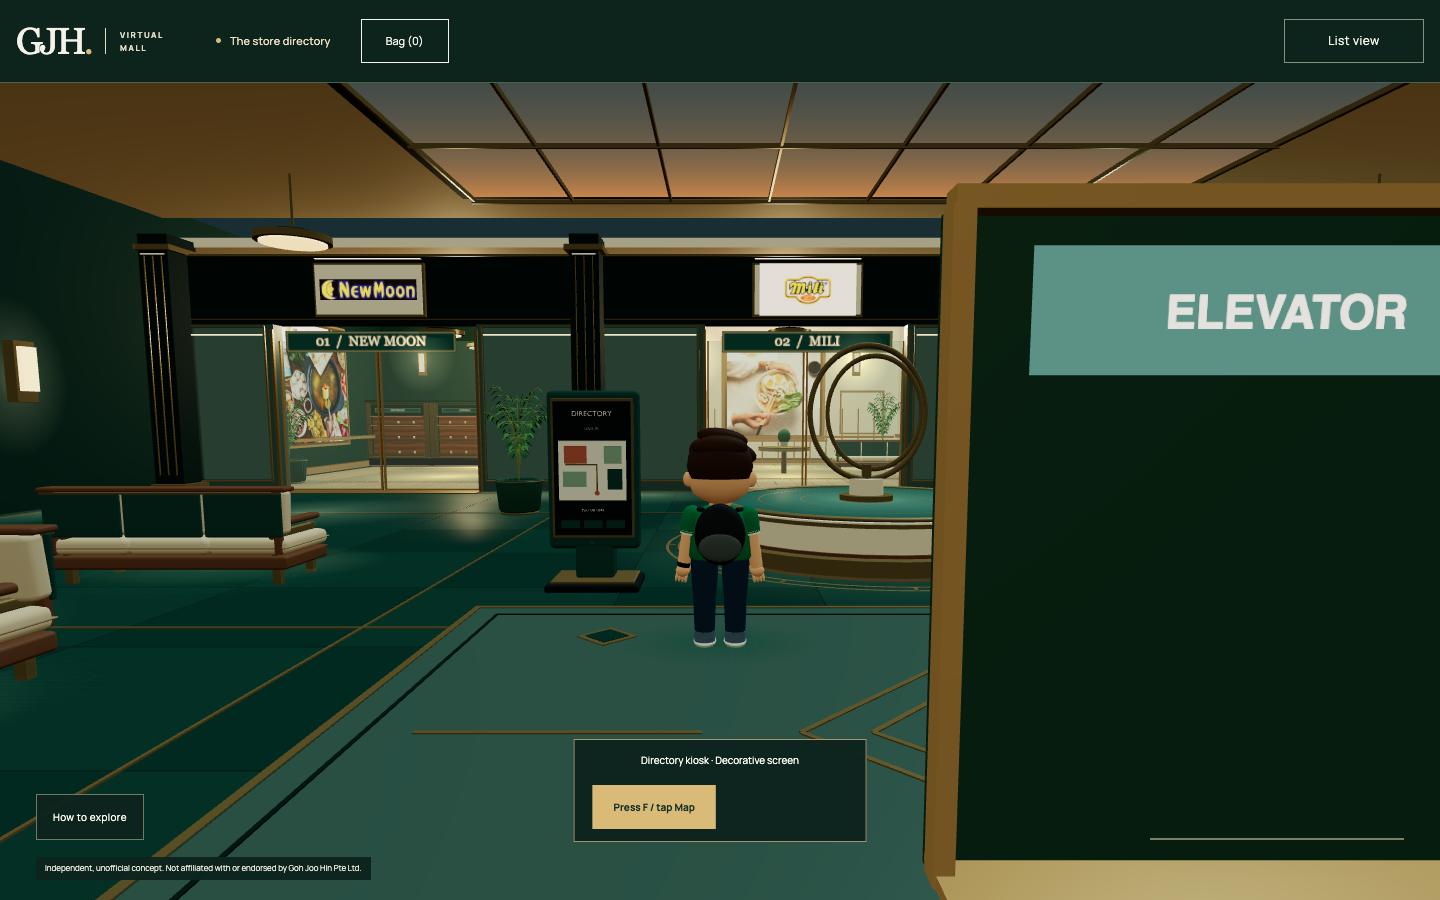 GJH.
VIRTUAL
MALL
The store directory
Bag (0)
List view
NewMoon
Mili
ELEVATOR
01 / NEW MOON
02 / MILI
DIRECTORY
Directory kiosk · Decorative screen
Press F / tap Map
How to explore
Independent, unofficial concept. Not affiliated with or endorsed by Goh Joo Hin Pte Ltd.